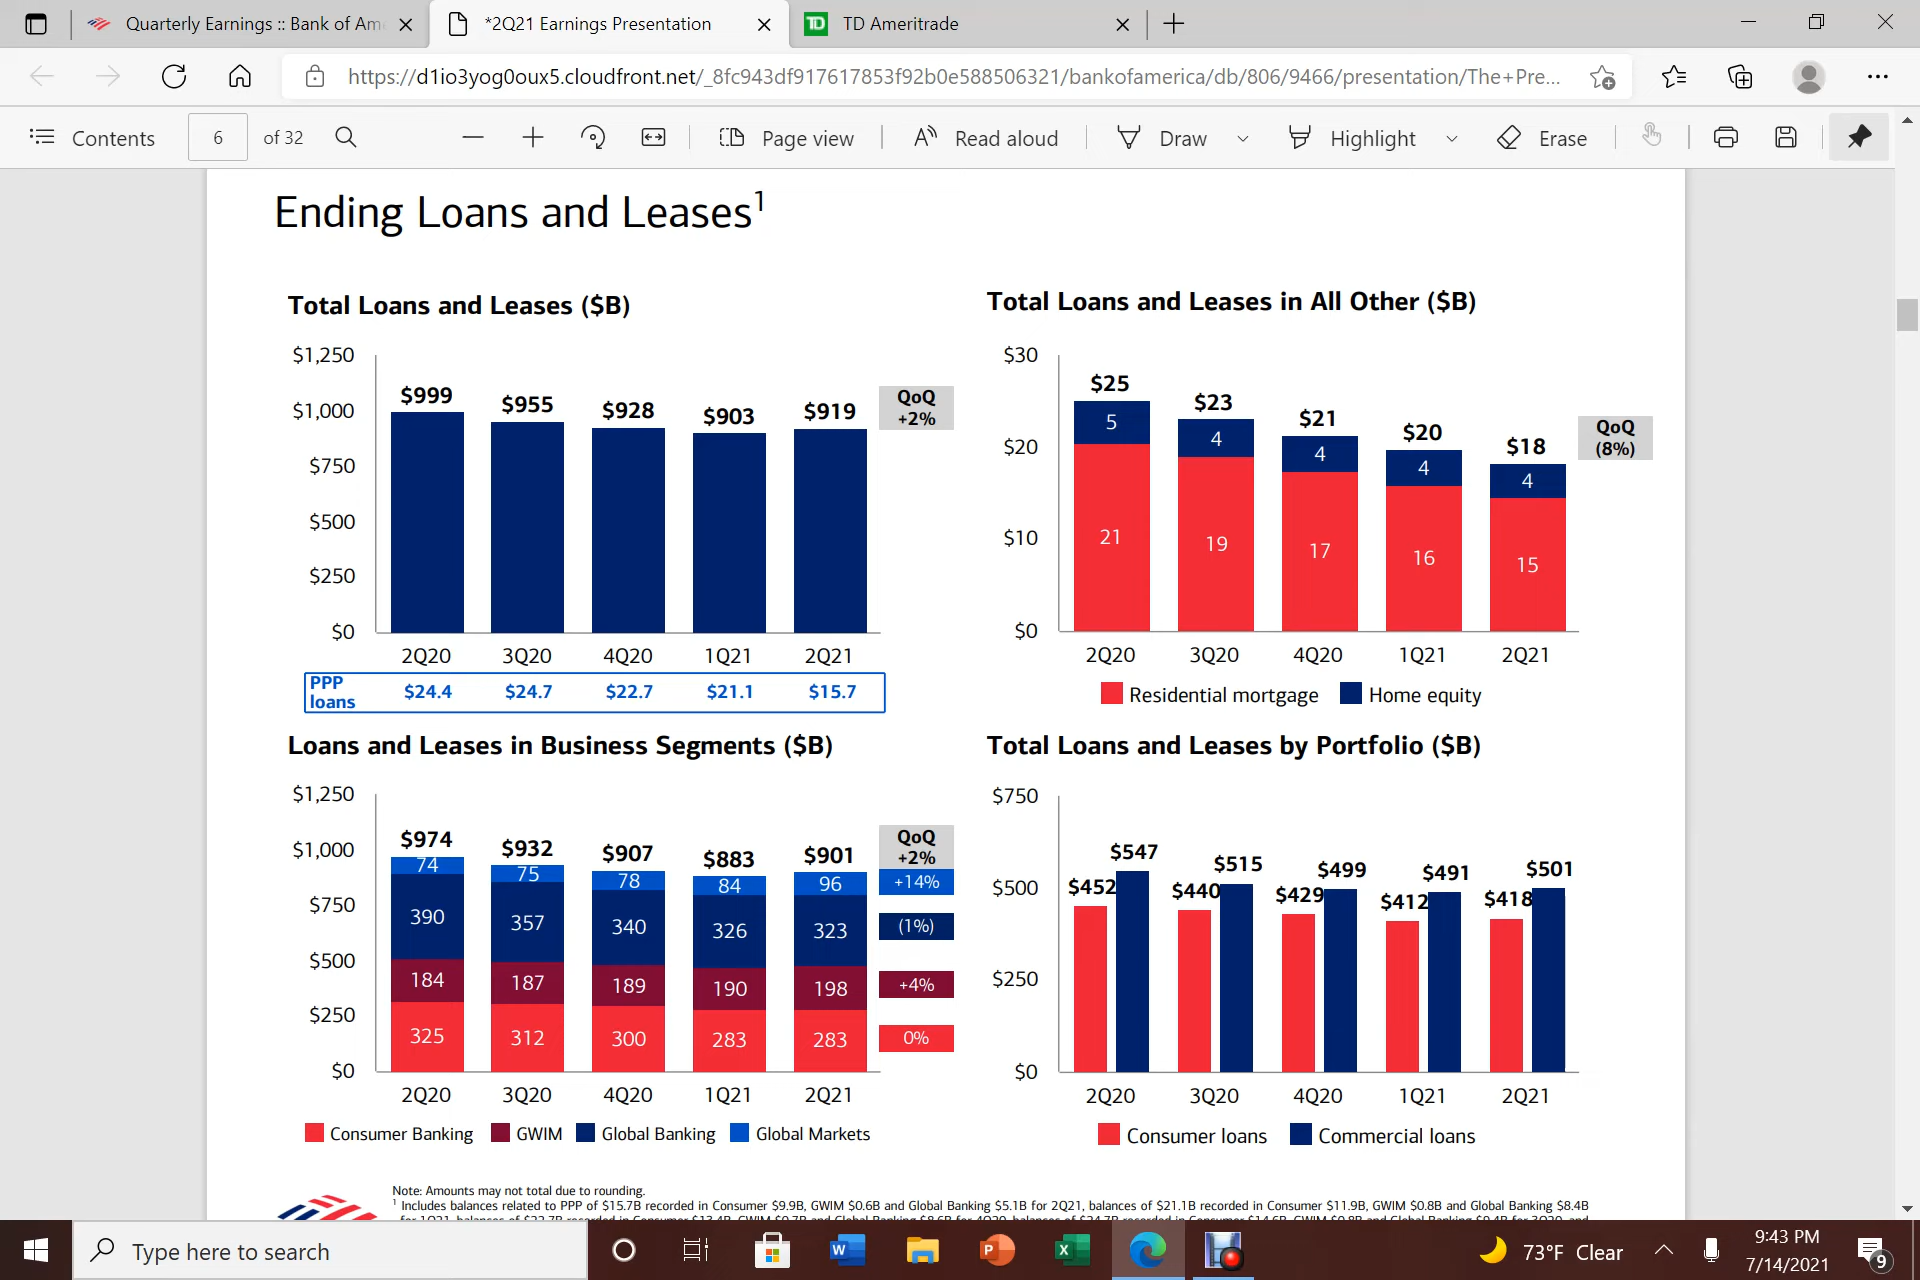 Quarterly Earnings :: Bank of Am
*2Q21 Earnings Presentation
TD TD Ameritrade
https://d1io3yog0oux5.cloudfront.net/_8fc943df917617853f92b0e588506321/bankofamerica/db/806/9466/presentation/The+Pre...
Contents 6 of 32 Page view Read aloud Draw Highlight Erase
Ending Loans and Leases1
Total Loans and Leases ($B)
$1,250
$1,000
$750
$500
$250
$0
$999 $955 $928 $903 $919
QoQ
+2%
2Q20 3Q20 4Q20 1Q21 2Q21
PPP
loans
$24.4 $24.7 $22.7 $21.1 $15.7
Total Loans and Leases in All Other ($B)
$30
$20
$10
$0
$25 $23 $21 $20 $18
5 4 4 4 4
21 19 17 16 15
QoQ
(8%)
2Q20 3Q20 4Q20 1Q21 2Q21
Residential mortgage Home equity
Loans and Leases in Business Segments ($B)
$1,250
$1,000
$750
$500
$250
$0
$974 $932 $907 $883 $901
74 75 78 84 96
390 357 340 326 323
184 187 189 190 198
325 312 300 283 283
QoQ
+2%
+14%
(1%)
+4%
0%
2Q20 3Q20 4Q20 1Q21 2Q21
Consumer Banking GWIM Global Banking Global Markets
Total Loans and Leases by Portfolio ($B)
$750
$500
$250
$0
$452 $547 $440 $515 $429 $499 $412 $491 $418 $501
2Q20 3Q20 4Q20 1Q21 2Q21
Consumer loans Commercial loans
Note: Amounts may not total due to rounding.
1 Includes balances related to PPP of $15.7B recorded in Consumer $9.9B, GWIM $0.6B and Global Banking $5.1B for 2Q21, balances of $21.1B recorded in Consumer $11.9B, GWIM $0.8B and Global Banking $8.4B
Type here to search
73°F Clear
9:43 PM
7/14/2021
9